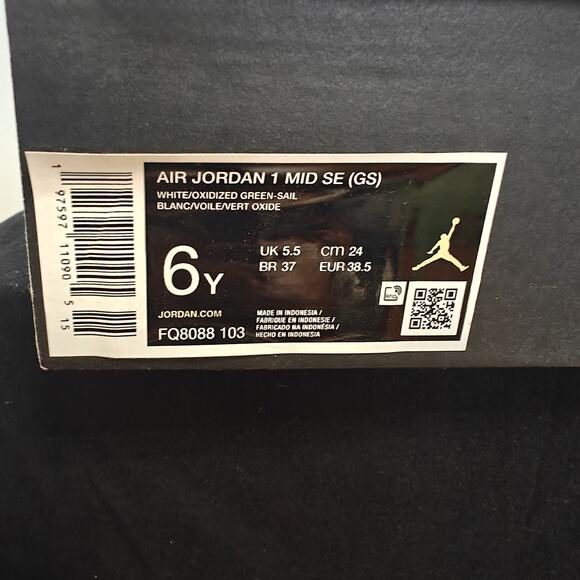 AIR JORDAN 1 MID SE (GS)
WHITE/OXIDIZED GREEN-SAIL
BLANC/VOILE/VERT OXIDE
6Y
UK 5.5 cm 24
BR 37 EUR 38.5
JORDAN.COM
FQ8088 103
MADE IN INDONESIA /
FABRIQUE EN INDONESIE /
FABRICADO NA INDONÉSIA /
HECHO EN INDONESIA
1 97597 11090 5 15